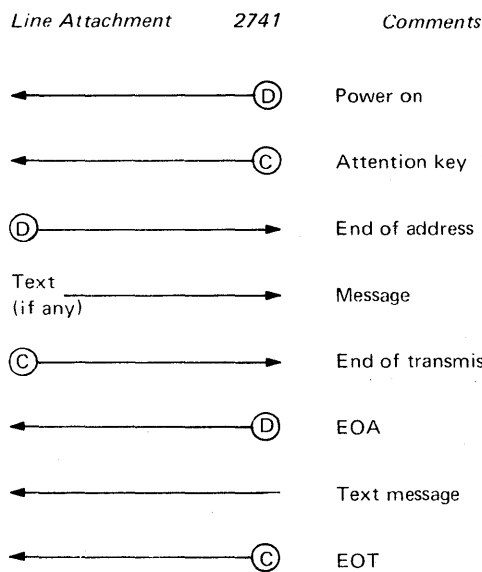 Line Attachment 2741 Comments
D Power on
C Attention key
D End of address
Text
(if any) Message
C End of transmis
D EOA
Text message
C EOT